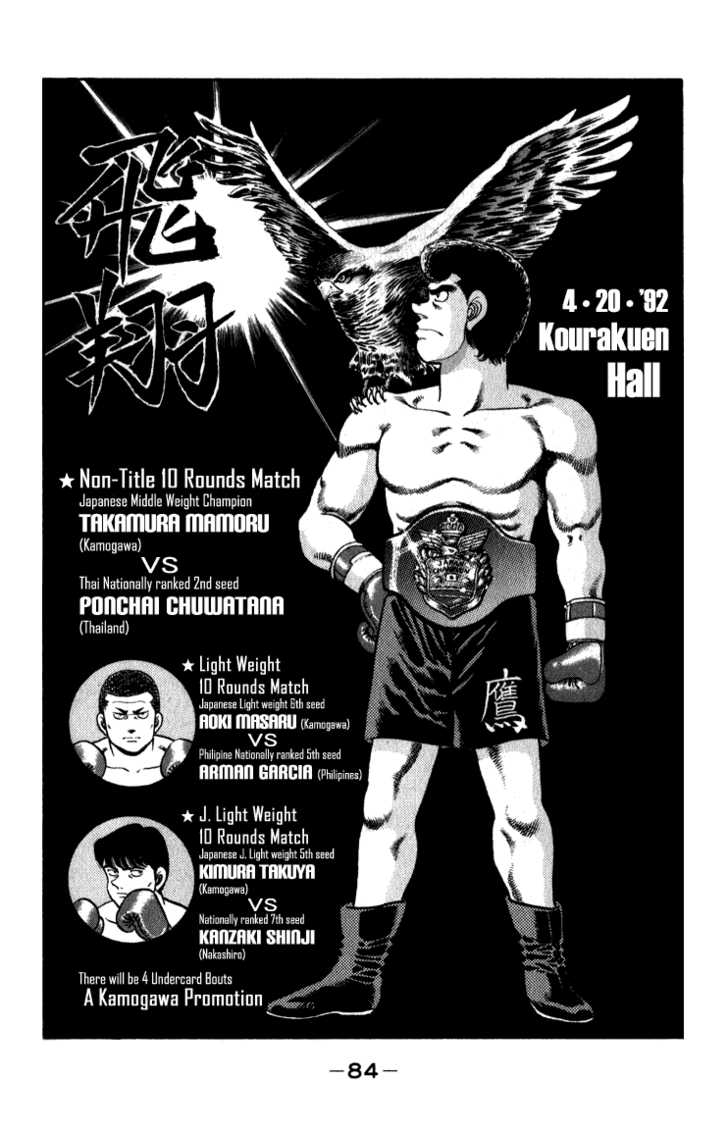 飛翔
4・20・'92
Kourakuen
Hall
★ Non-Title 10 Rounds Match
Japanese Middle Weight Champion
TAKAMURA MAMORU
(Kamogawa)
VS
Thai Nationally ranked 2nd seed
PONCHAI CHUWATANA
(Thailand)
★ Light Weight
10 Rounds Match
Japanese Light weight 6th seed
AOKI MASARU (Kamogawa)
VS
Philipine Nationally ranked 5th seed
ARMAN GARCIA (Philipines)
★ J. Light Weight
10 Rounds Match
Japanese J. Light weight 5th seed
KIMURA TAKUYA
(Kamogawa)
VS
Nationally ranked 7th seed
KANZAKI SHINJI
(Nakashiro)
There will be 4 Undercard Bouts
A Kamogawa Promotion
鷹
-84-